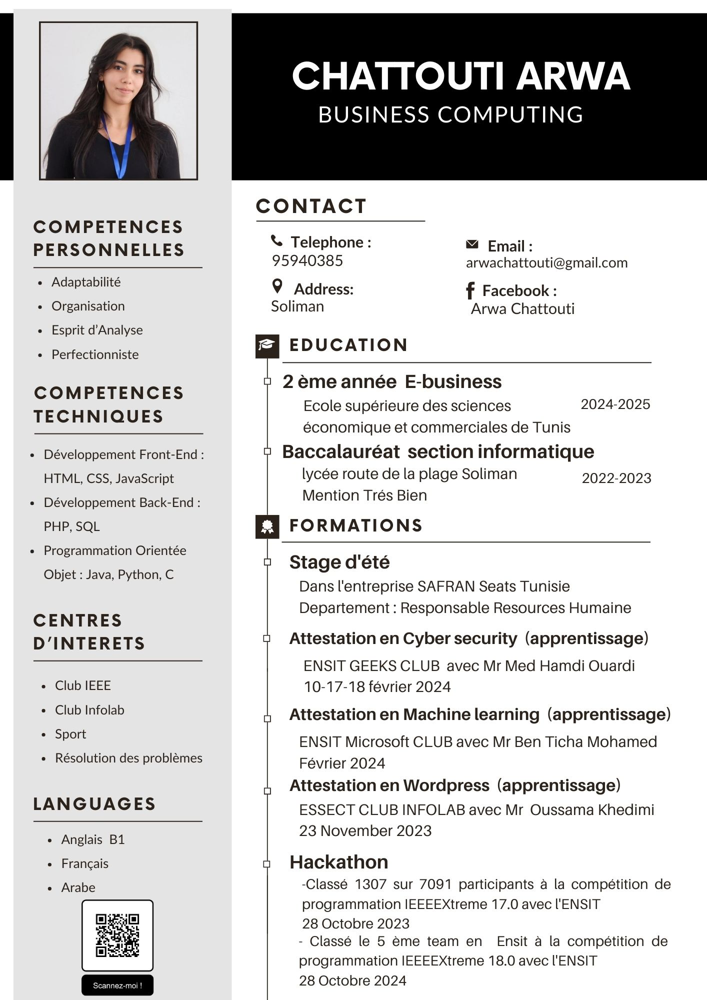 CHATTOUTI ARWA
BUSINESS COMPUTING
COMPETENCES
PERSONNELLES
Adaptabilité
Organisation
Esprit d’Analyse
Perfectionniste
COMPETENCES
TECHNIQUES
Développement Front-End :
HTML, CSS, JavaScript
Développement Back-End :
PHP, SQL
Programmation Orientée
Objet : Java, Python, C
CENTRES
D’INTERETS
Club IEEE
Club Infolab
Sport
Résolution des problèmes
LANGUAGES
Anglais B1
Français
Arabe
Scannez-moi !
CONTACT
Telephone :
95940385
Email :
arwachattouti@gmail.com
Address:
Soliman
Facebook :
Arwa Chattouti
EDUCATION
2 ème année E-business
Ecole supérieure des sciences 2024-2025
économique et commerciales de Tunis
Baccalauréat section informatique
lycée route de la plage Soliman 2022-2023
Mention Trés Bien
FORMATIONS
Stage d'été
Dans l'entreprise SAFRAN Seats Tunisie
Departement : Responsable Resources Humaine
Attestation en Cyber security (apprentissage)
ENSIT GEEKS CLUB avec Mr Med Hamdi Ouardi
10-17-18 février 2024
Attestation en Machine learning (apprentissage)
ENSIT Microsoft CLUB avec Mr Ben Ticha Mohamed
Février 2024
Attestation en Wordpress (apprentissage)
ESSECT CLUB INFOLAB avec Mr Oussama Khedimi
23 November 2023
Hackathon
-Classé 1307 sur 7091 participants à la compétition de
programmation IEEEEXtreme 17.0 avec l'ENSIT
28 Octobre 2023
- Classé le 5 ème team en Ensit à la compétition de
programmation IEEEEXtreme 18.0 avec l'ENSIT
28 Octobre 2024